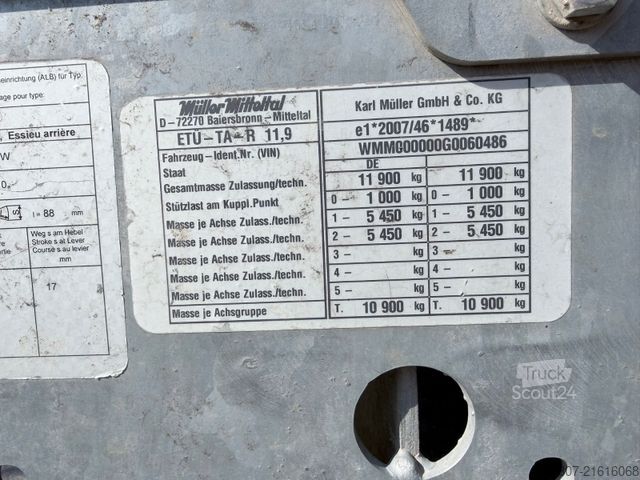 einrichtung (ALB) für Typ:
age pour type:
, Essieu arrière
W
0.
l = 88 mm
Weg s am Hebel
Stroke s at Lever
Course s au levier
mm
17
Müller Mitteltal
D – 72270 Baiersbronn – Mitteltal
Karl Müller GmbH & Co. KG
ETÜ–TA–R 11,9
e1*2007/46*1489*
Fahrzeug – Ident.Nr. (VIN) WMM000000G0060486
Staat DE
Gesamtmasse Zulassung/techn. 11 900 kg 11 900 kg
Stützlast am Kuppl.Punkt 0 – 1 000 kg 0 – 1 000 kg
Masse je Achse Zulass./techn. 1 – 5 450 kg 1 – 5 450 kg
Masse je Achse Zulass./techn. 2 – 5 450 kg 2 – 5 450 kg
Masse je Achse Zulass./techn. 3 – kg 3 – kg
Masse je Achse Zulass./techn. 4 – kg 4 – kg
Masse je Achse Zulass./techn. 5 – kg 5 – kg
Masse je Achsgruppe T. 10 900 kg T. 10 900 kg
Truck
Scout24
07-21616068